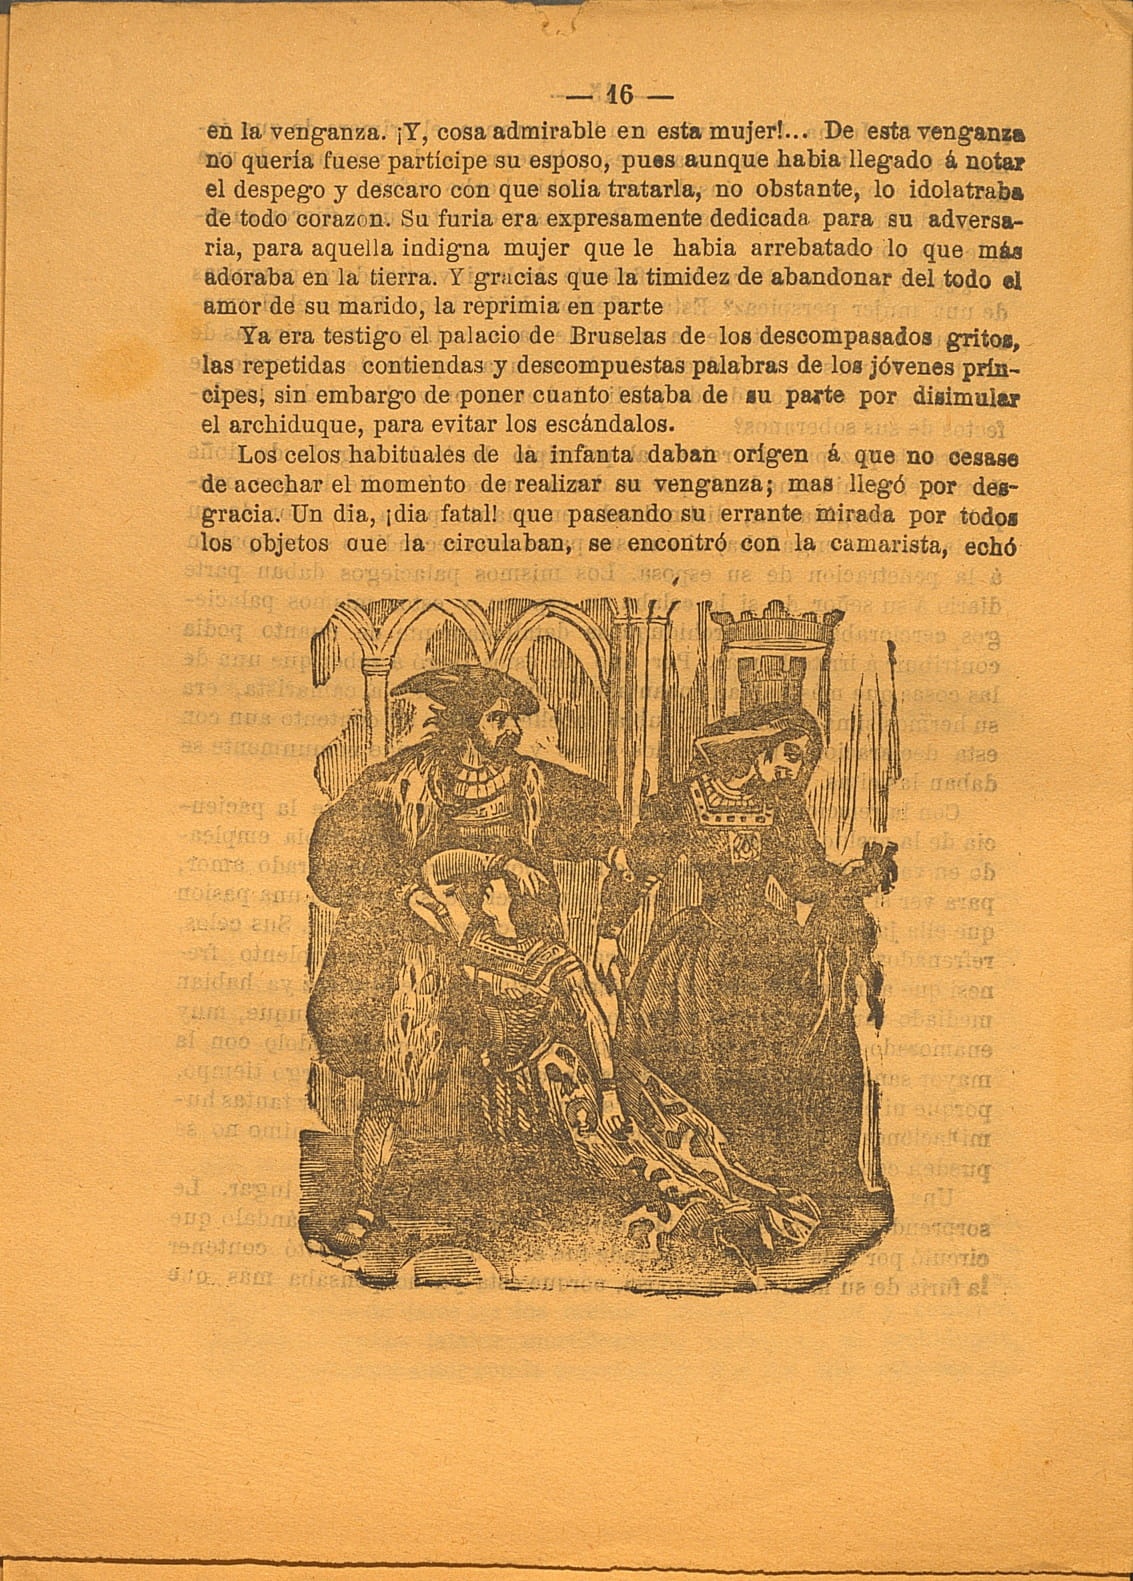 — 16 —
en la venganza. ¡Y, cosa admirable en esta mujer!... De esta venganza
no quería fuese partícipe su esposo, pues aunque habia llegado á notar
el despego y descaro con que solia tratarla, no obstante, lo idolatraba
de todo corazon. Su furia era expresamente dedicada para su adversa-
ria, para aquella indigna mujer que le habia arrebatado lo que más
adoraba en la tierra. Y gracias que la timidez de abandonar del todo el
amor de su marido, la reprimia en parte
Ya era testigo el palacio de Bruselas de los descompasados gritos,
las repetidas contiendas y descompuestas palabras de los jóvenes prín-
cipes, sin embargo de poner cuanto estaba de su parte por disimular
el archiduque, para evitar los escándalos.
Los celos habituales de la infanta daban orígen á que no cesase
de acechar el momento de realizar su venganza; mas llegó por des-
gracia. Un dia, ¡dia fatal! que paseando su errante mirada por todos
los objetos que la circulaban, se encontró con la camarista, echó